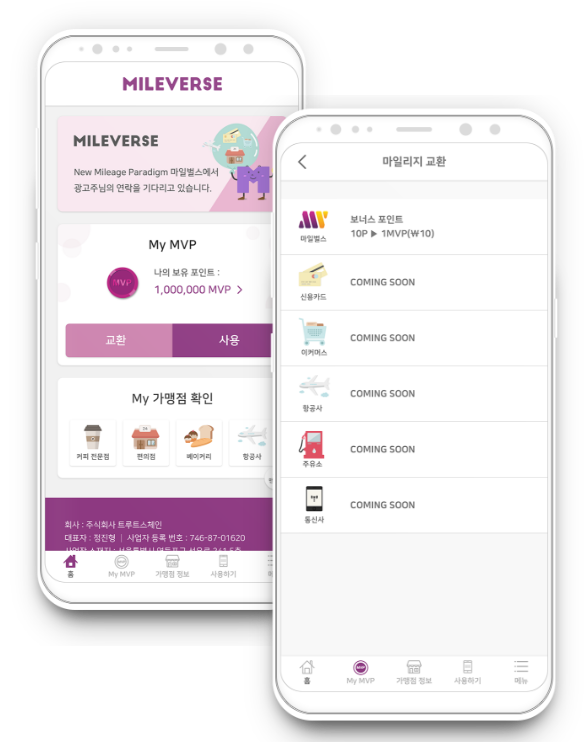 MILEVERSE
MILEVERSE
New Mileage Paradigm 마일벌스에서
광고주님의 연락을 기다리고 있습니다.
My MVP
MVP
나의 보유 포인트 :
1,000,000 MVP >
교환
사용
My 가맹점 확인
24
커피 전문점
편의점
베이커리
항공사
회사 : 주식회사 트루트스체인
대표자 : 정진형 | 사업자 등록 번호 : 746-87-01620
홈
My MVP
가맹점 정보
사용하기
마일리지 교환
마일벌스
보너스 포인트
10P ▶ 1MVP(₩10)
신용카드
COMING SOON
이커머스
COMING SOON
항공사
COMING SOON
주유소
COMING SOON
통신사
COMING SOON
홈
My MVP
가맹점 정보
사용하기
메뉴